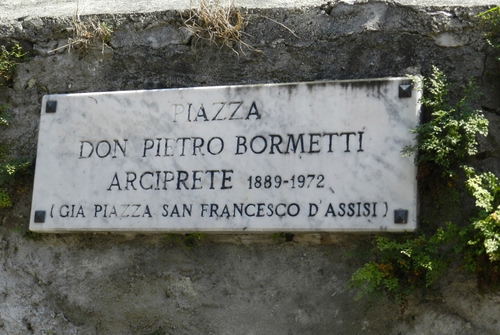 PIAZZA
DON PIETRO BORMETTI
ARCIPRETE 1889-1972
(GIA PIAZZA SAN FRANCESCO D'ASSISI)